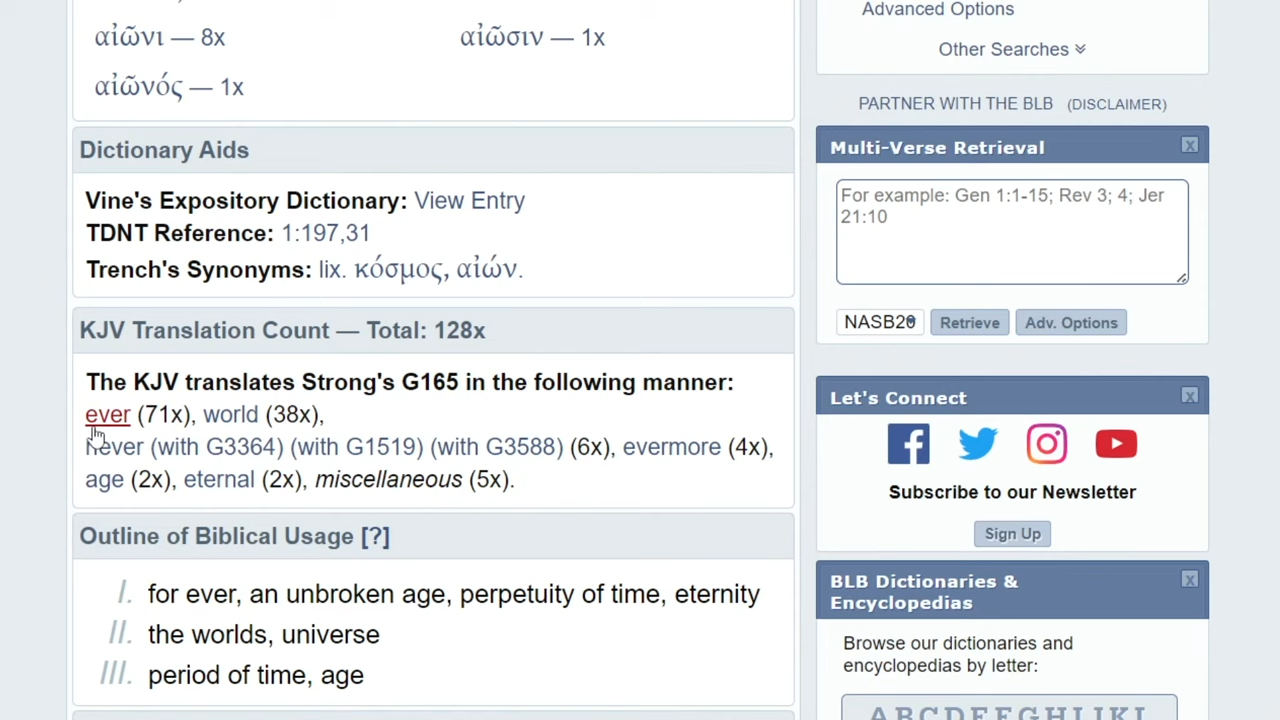 αἰῶνι — 8x
αἰῶσιν — 1x
αἰῶνός — 1x
Dictionary Aids
Vine's Expository Dictionary: View Entry
TDNT Reference: 1:197,31
Trench's Synonyms: lix. κόσμος, αἰών.
KJV Translation Count — Total: 128x
The KJV translates Strong's G165 in the following manner:
ever (71x), world (38x),
never (with G3364) (with G1519) (with G3588) (6x), evermore (4x),
age (2x), eternal (2x), miscellaneous (5x).
Outline of Biblical Usage [?]
I. for ever, an unbroken age, perpetuity of time, eternity
II. the worlds, universe
III. period of time, age
Advanced Options
Other Searches
PARTNER WITH THE BLB (DISCLAIMER)
Multi-Verse Retrieval x
For example: Gen 1:1-15; Rev 3; 4; Jer
21:10
NASB20 Retrieve Adv. Options
Let's Connect x
Subscribe to our Newsletter
Sign Up
BLB Dictionaries & x
Encyclopedias
Browse our dictionaries and
encyclopedias by letter:
A B C D E F G H I J K L